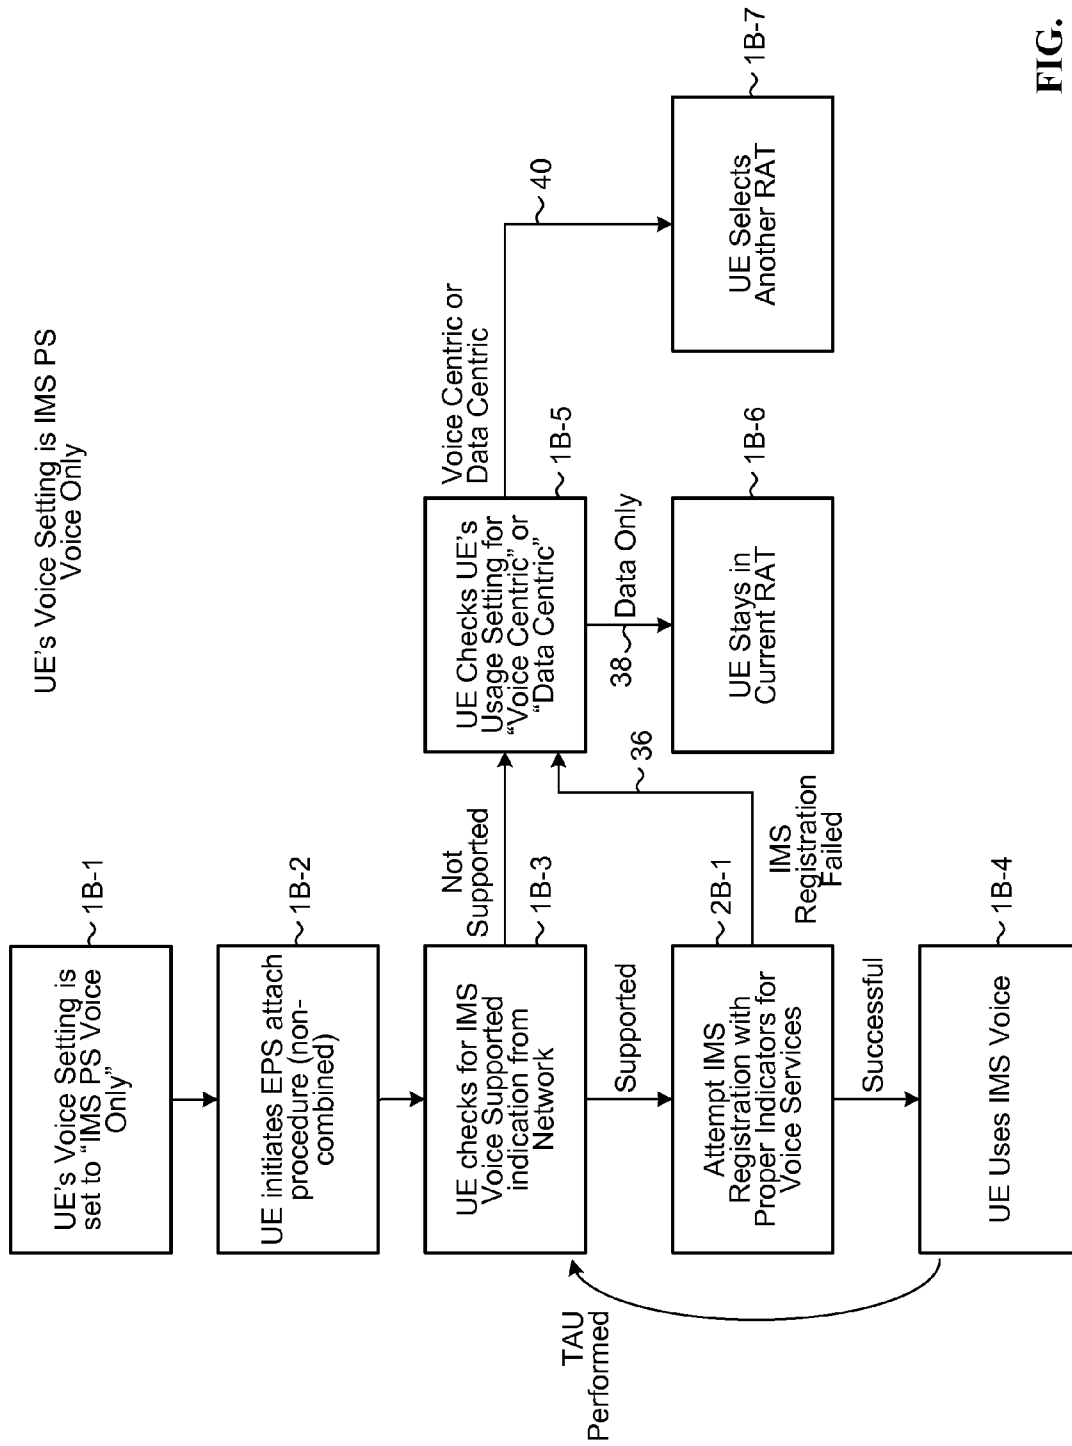 UE's Voice Setting is IMS PS
Voice Only
UE's Voice Setting is
set to “IMS PS Voice
Only”
1B-1
UE initiates EPS attach
procedure (non-
combined)
1B-2
UE checks for IMS
Voice Supported
indication from
Network
1B-3
Not
Supported
UE Checks UE's
Usage Setting for
“Voice Centric” or
“Data Centric”
1B-5
Voice Centric or
Data Centric
40
Supported
38
Data Only
Attempt IMS
Registration with
Proper Indicators for
Voice Services
2B-1
IMS
Registration
Failed
36
UE Stays in
Current RAT
1B-6
UE Selects
Another RAT
1B-7
Successful
TAU
Performed
UE Uses IMS Voice
1B-4
FIG.